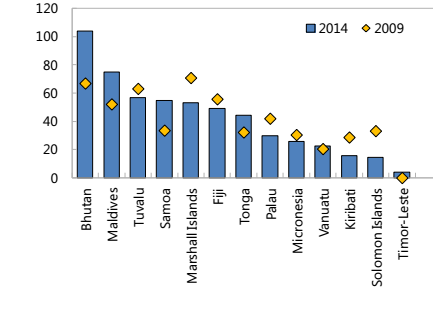 120
100
80
60
40
20
0
2014 2009
Bhutan
Maldives
Tuvalu
Samoa
Marshall Islands
Fiji
Tonga
Palau
Micronesia
Vanuatu
Kiribati
Solomon Islands
Timor-Leste